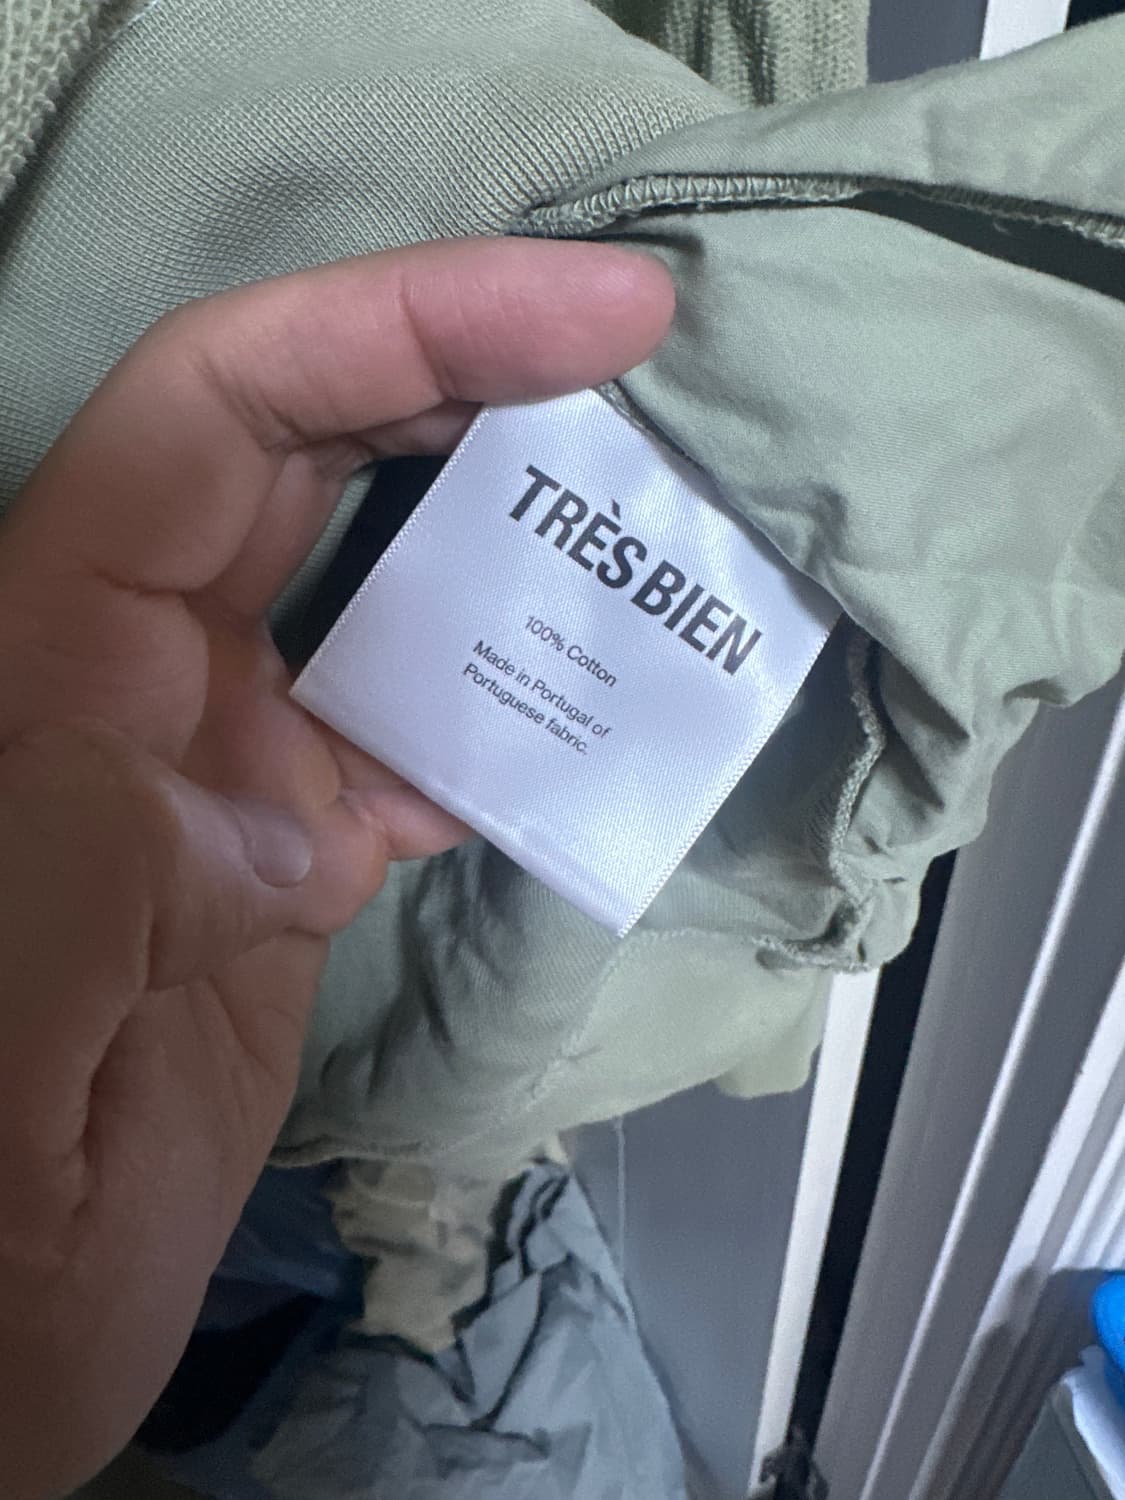 TRÈS BIEN
100% Cotton
Made in Portugal of
Portuguese fabric.